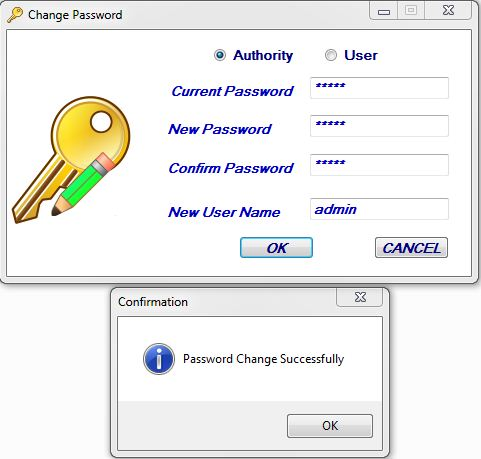 Change Password
Authority User
Current Password *****
New Password *****
Confirm Password *****
New User Name admin
OK CANCEL
Confirmation
Password Change Successfully
OK